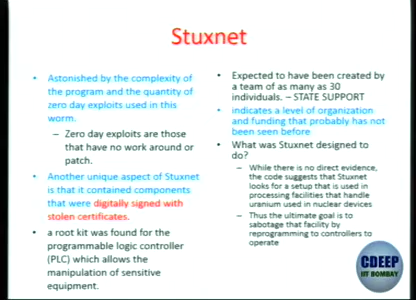 Stuxnet
• Astonished by the complexity of
the program and the quantity of
zero day exploits used in this
worm.
– Zero day exploits are those
that have no work around or
patch.
• Another unique aspect of Stuxnet
is that it contained components
that were digitally signed with
stolen certificates.
• a root kit was found for the
programmable logic controller
(PLC) which allows the
manipulation of sensitive
equipment.
• Expected to have been created by
a team of as many as 30
individuals. – STATE SUPPORT
• indicates a level of organization
and funding that probably has not
been seen before
• What was Stuxnet designed to
do?
– While there is no direct evidence,
the code suggests that Stuxnet
looks for a setup that is used in
processing facilities that handle
uranium used in nuclear devices
– Thus the ultimate goal is to
sabotage that facility by
reprogramming to controllers to
operate
CDEEP
IIT BOMBAY